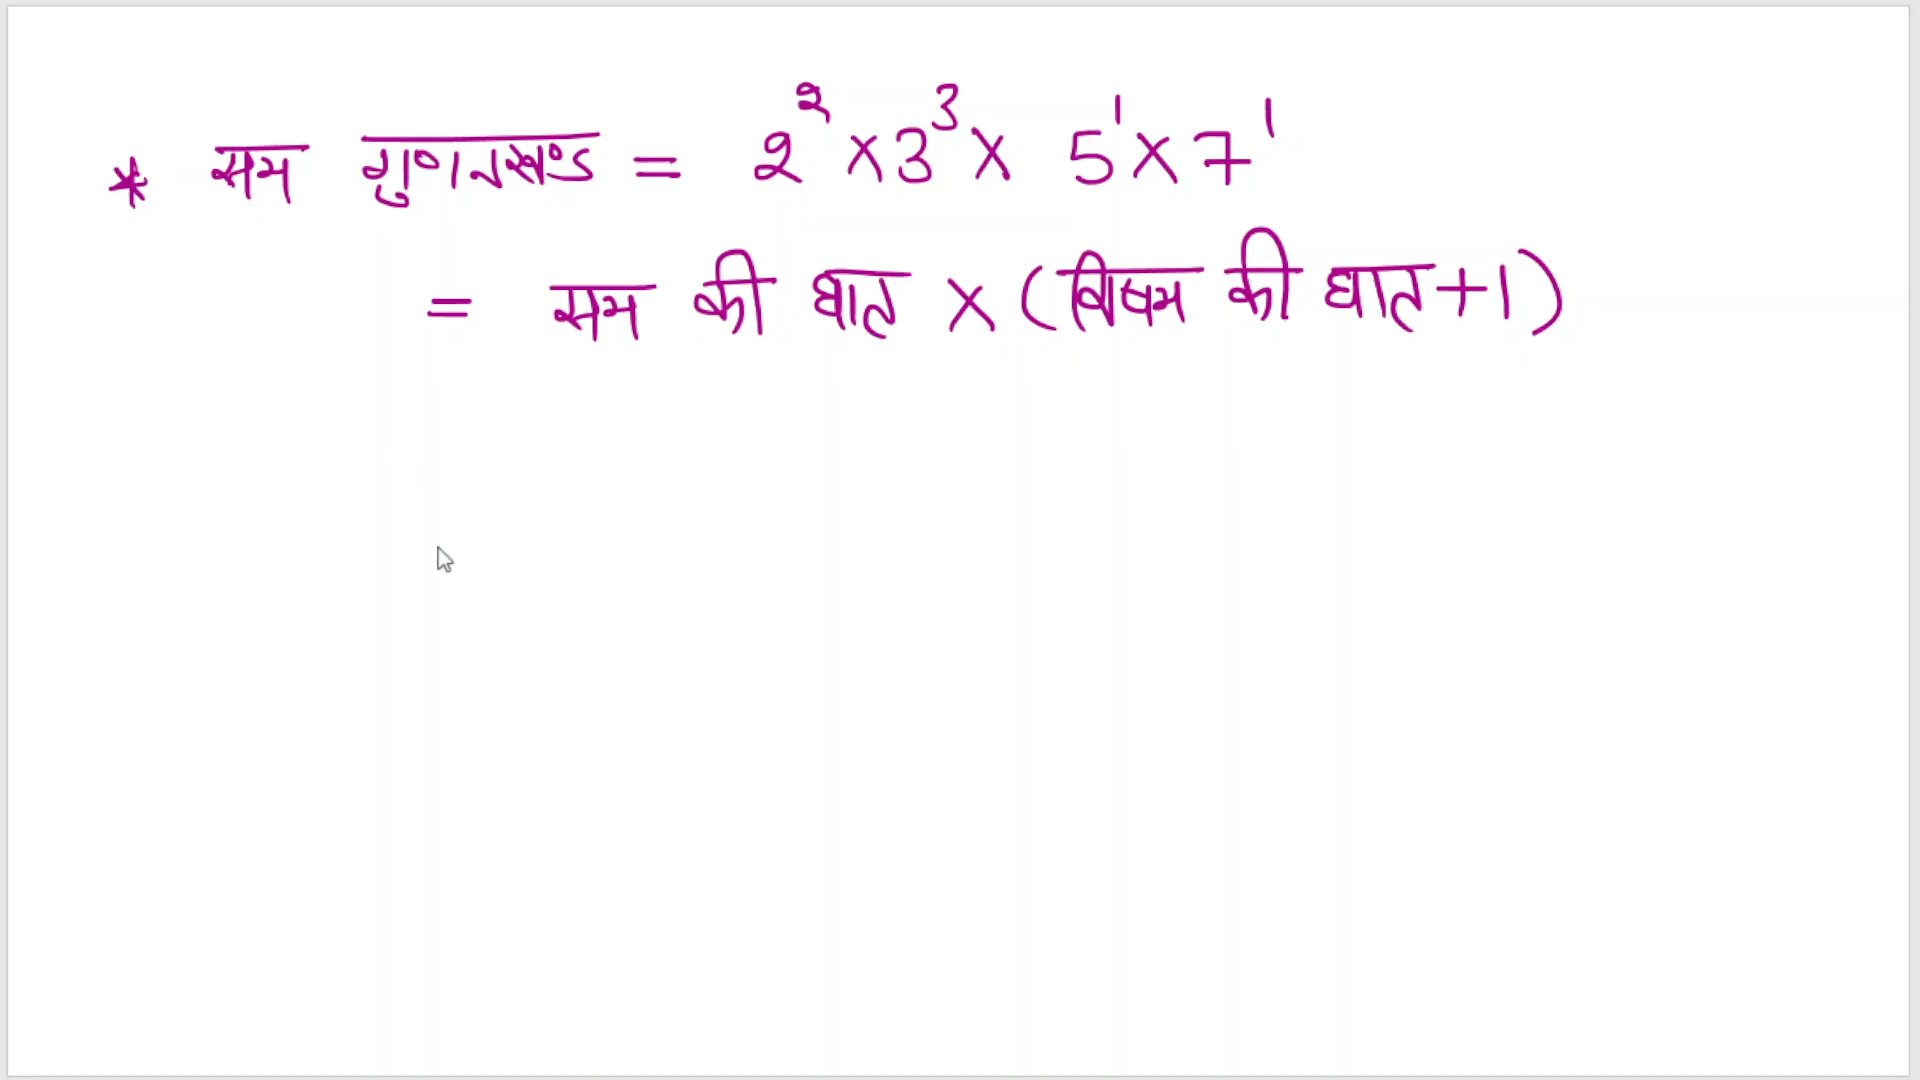 * सम गुणनखण्ड = 2² × 3³ × 5¹ × 7¹
= सम की घात × (विषम की घात + 1)